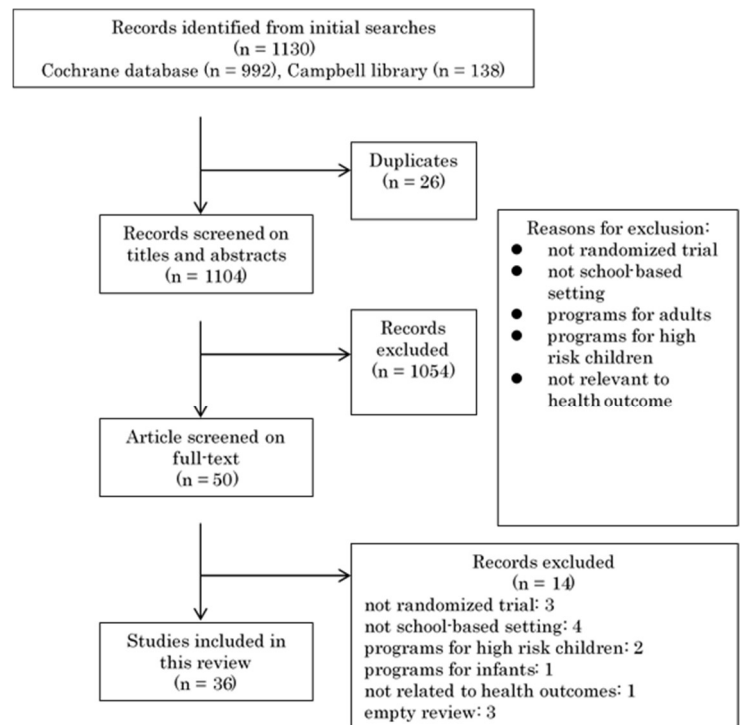 Records identified from initial searches
(n = 1130)
Cochrane database (n = 992), Campbell library (n = 138)
Duplicates
(n = 26)
Records screened on
titles and abstracts
(n = 1104)
Reasons for exclusion:
● not randomized trial
● not school-based
setting
● programs for adults
● programs for high
risk children
● not relevant to
health outcome
Records
excluded
(n = 1054)
Article screened on
full-text
(n = 50)
Records excluded
(n = 14)
not randomized trial: 3
not school-based setting: 4
programs for high risk children: 2
programs for infants: 1
not related to health outcomes: 1
empty review: 3
Studies included in
this review
(n = 36)